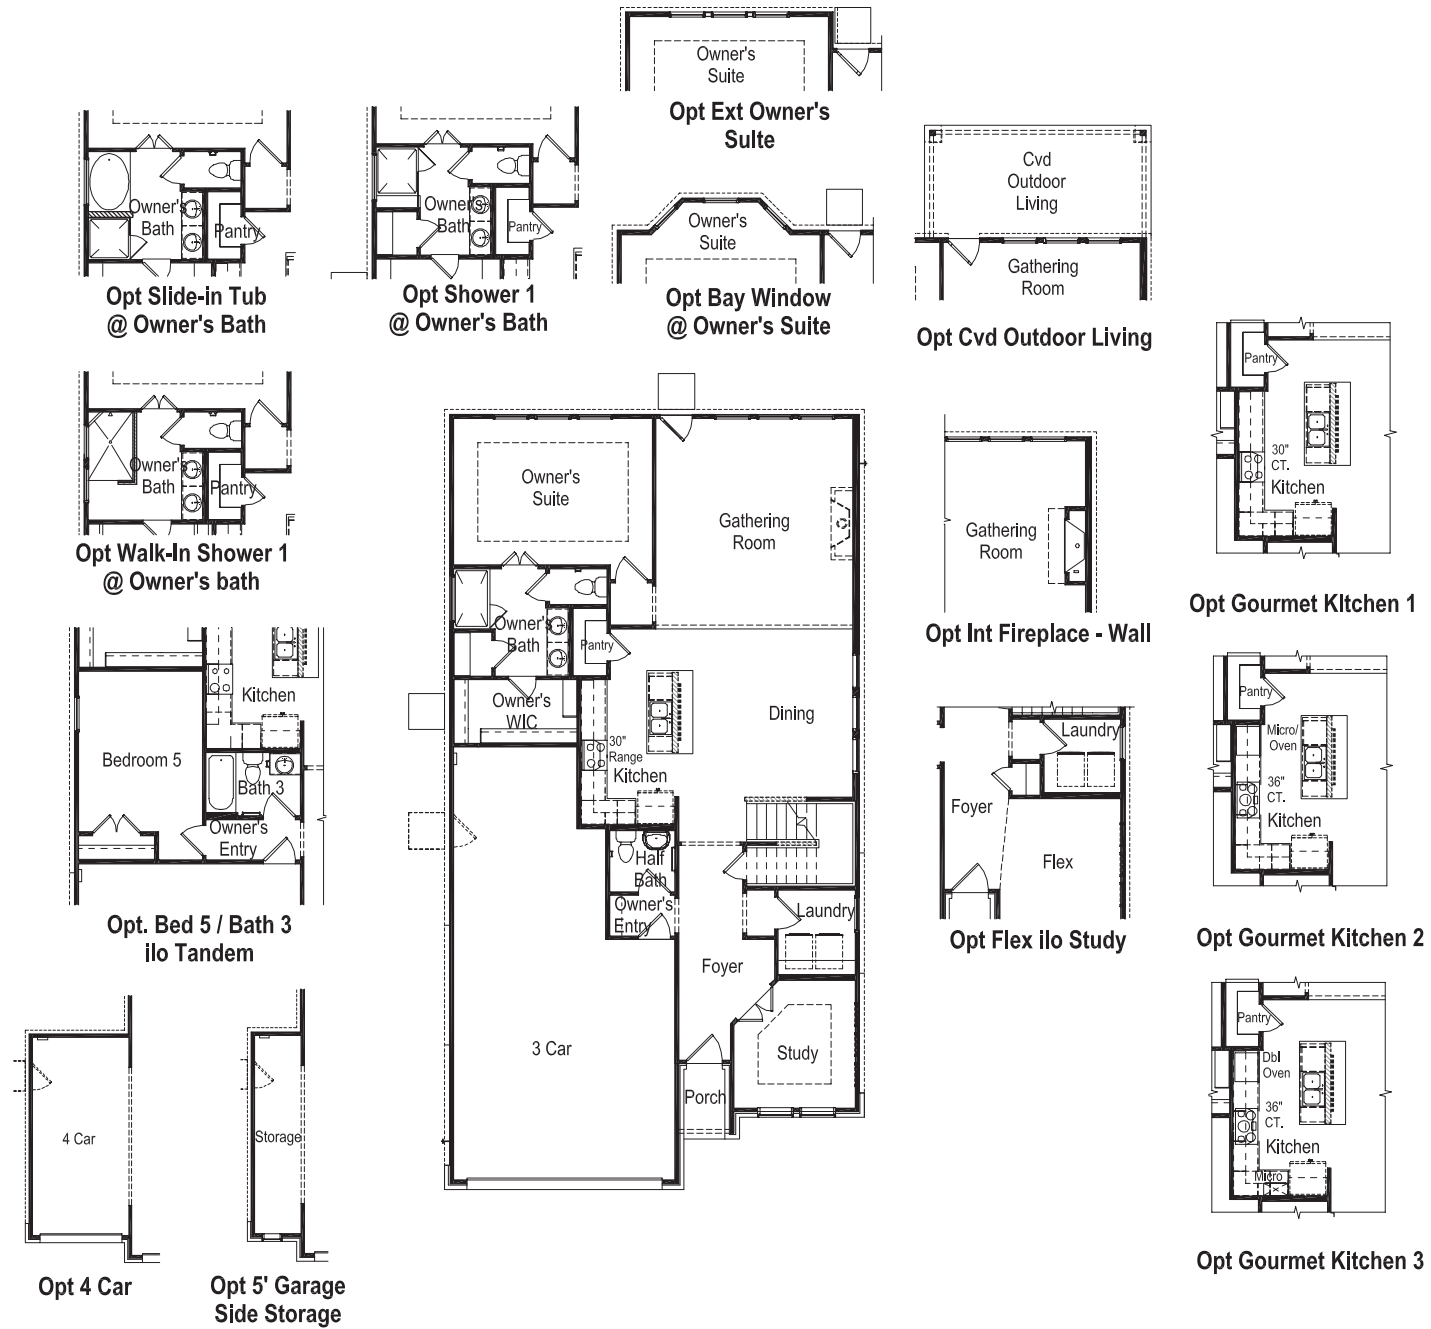 Owner's
Suite
Opt Ext Owner's
Suite
Owner's
Bath
Pantry
Opt Slide-in Tub
@ Owner's Bath
Owner's
Bath
Pantry
Opt Shower 1
@ Owner's Bath
Owner's
Suite
Opt Bay Window
@ Owner's Suite
Cvd
Outdoor
Living
Gathering
Room
Opt Cvd Outdoor Living
Owner's
Bath
Pantry
Opt Walk-In Shower 1
@ Owner's bath
Owner's
Suite
Gathering
Room
Owner's
Bath
Pantry
Owner's
WIC
Dining
30"
Range
Kitchen
Half
Bath
Owner's
Entry
Laundry
Foyer
3 Car
Study
Porch
Gathering
Room
Opt Int Fireplace - Wall
Pantry
30"
CT.
Kitchen
Opt Gourmet KItchen 1
Kitchen
Bedroom 5
Bath 3
Owner's
Entry
Opt. Bed 5 / Bath 3
ilo Tandem
Laundry
Foyer
Flex
Opt Flex ilo Study
Pantry
Micro/
Oven
36"
CT.
Kitchen
Opt Gourmet Kitchen 2
4 Car
Opt 4 Car
Storage
Opt 5' Garage
Side Storage
Pantry
Dbl
Oven
36"
CT.
Kitchen
Micro
Opt Gourmet Kitchen 3